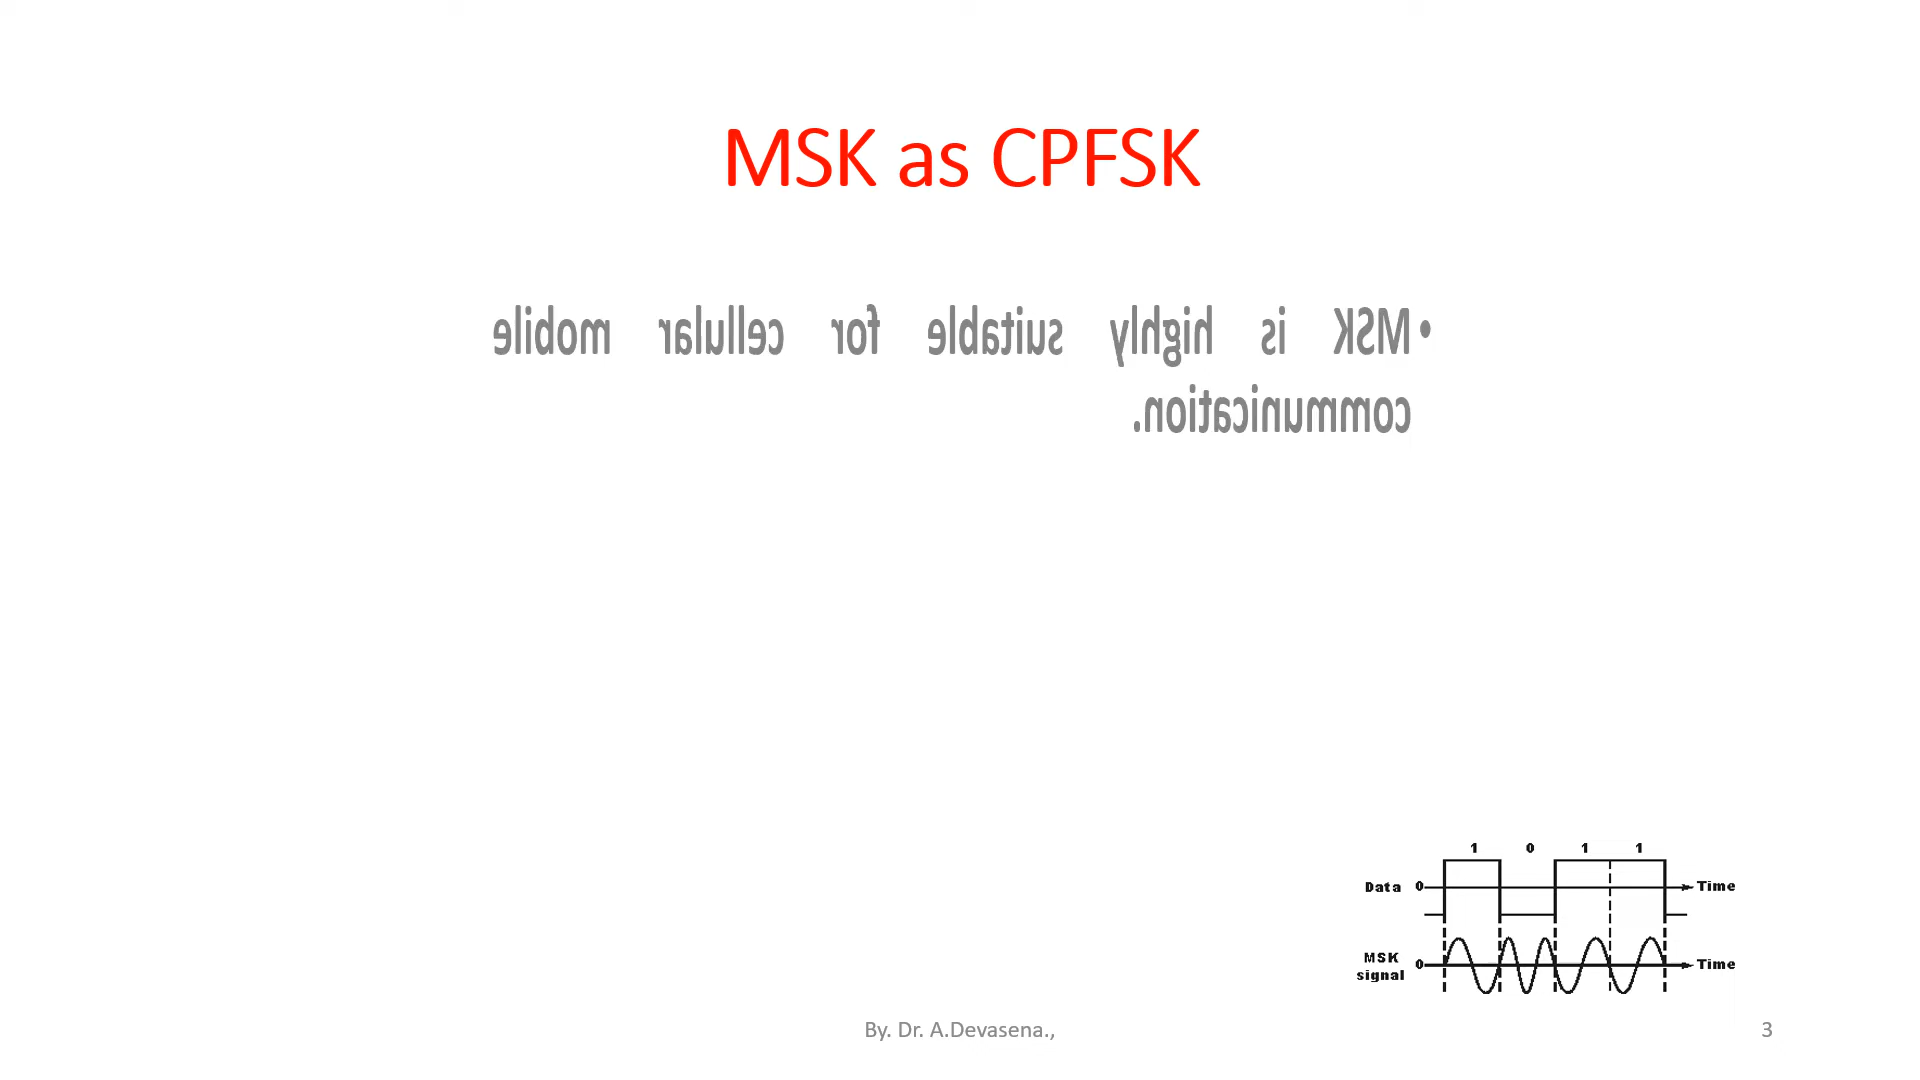 MSK as CPFSK
•MSK is highly suitable for cellular mobile
communication.
1 0 1 1
Data 0 Time
MSK
signal 0 Time
By. Dr. A.Devasena.,
3